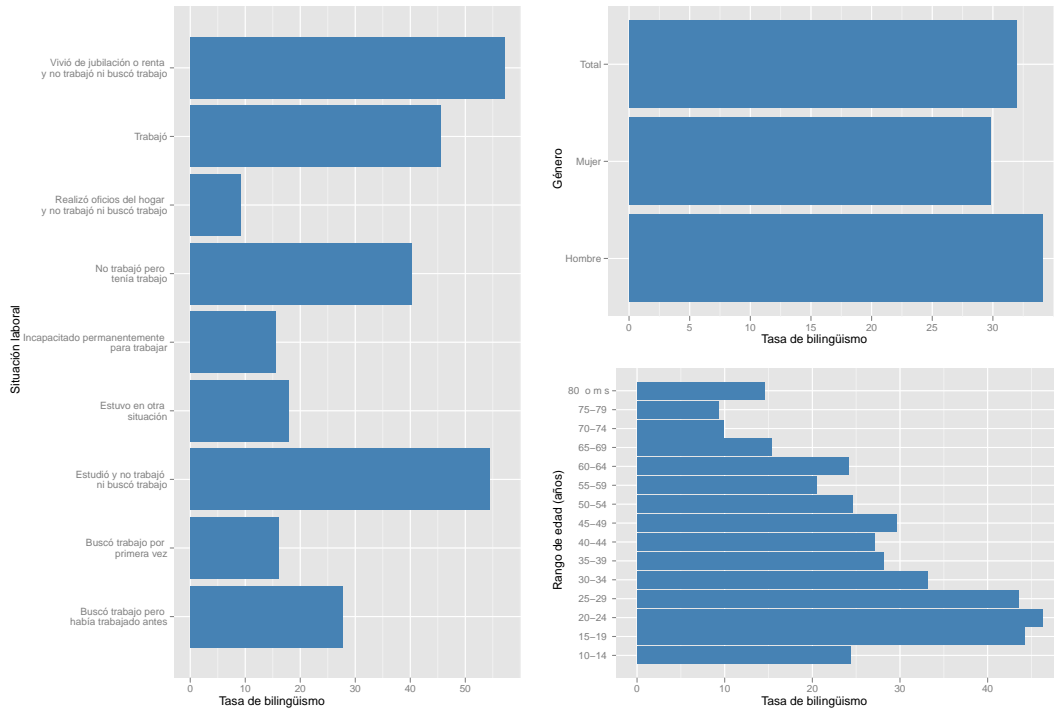 Situación laboral
Vivió de jubilación o renta
y no trabajó ni buscó trabajo
Trabajó
Realizó oficios del hogar
y no trabajó ni buscó trabajo
No trabajó pero
tenía trabajo
Incapacitado permanentemente
para trabajar
Estuvo en otra
situación
Estudió y no trabajó
ni buscó trabajo
Buscó trabajo por
primera vez
Buscó trabajo pero
había trabajado antes
0 10 20 30 40 50
Tasa de bilingüismo
Género
Total
Mujer
Hombre
0 5 10 15 20 25 30
Tasa de bilingüismo
Rango de edad (años)
80 o m s
75–79
70–74
65–69
60–64
55–59
50–54
45–49
40–44
35–39
30–34
25–29
20–24
15–19
10–14
0 10 20 30 40
Tasa de bilingüismo